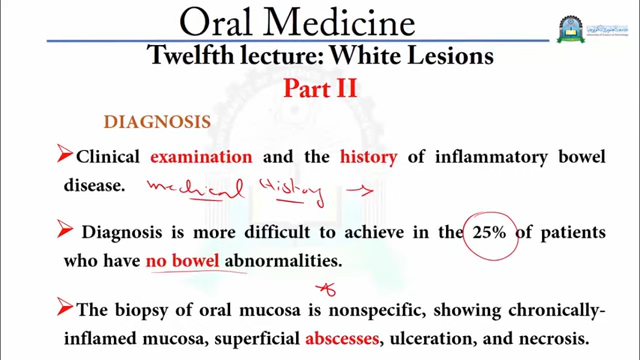 Oral Medicine
Twelfth lecture: White Lesions
Part II
DIAGNOSIS
Clinical examination and the history of inflammatory bowel
disease. medical History
Diagnosis is more difficult to achieve in the 25% of patients
who have no bowel abnormalities.
The biopsy of oral mucosa is nonspecific, showing chronically-
inflamed mucosa, superficial abscesses, ulceration, and necrosis.